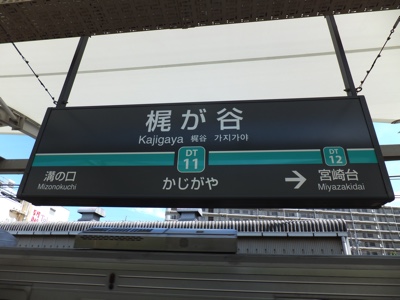 梶が谷
Kajigaya 梶谷 가지가야
DT
11
DT
12
溝の口
Mizonokuchi
かじがや
宮崎台
Miyazakidai